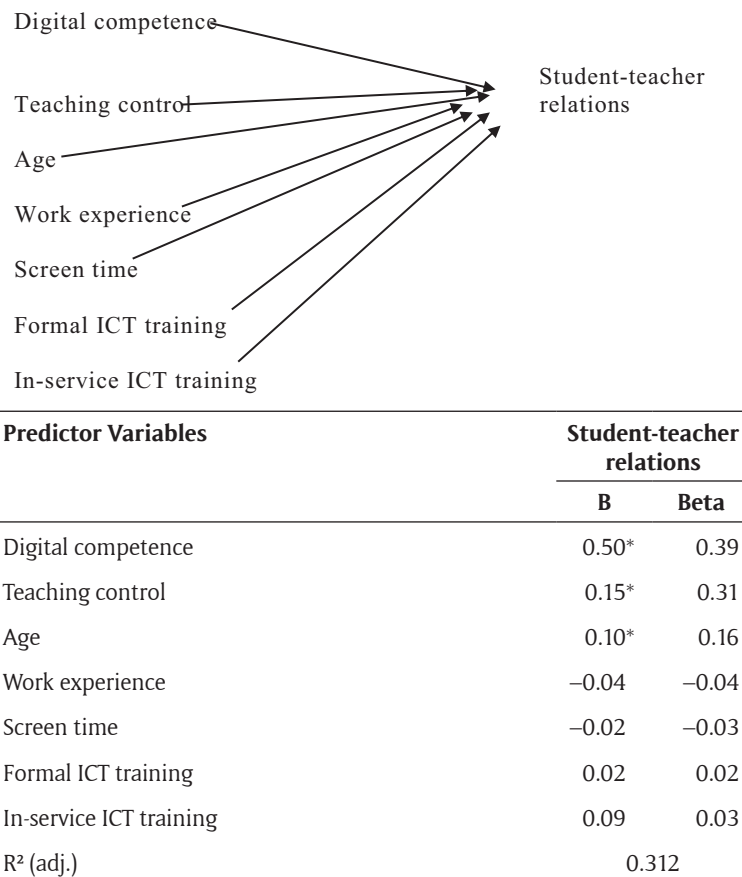 Digital competence
Student-teacher
relations
Teaching control
Age
Work experience
Screen time
Formal ICT training
In-service ICT training
Predictor Variables Student-teacher
relations
B Beta
Digital competence 0.50* 0.39
Teaching control 0.15* 0.31
Age 0.10* 0.16
Work experience –0.04 –0.04
Screen time –0.02 –0.03
Formal ICT training 0.02 0.02
In-service ICT training 0.09 0.03
R² (adj.) 0.312